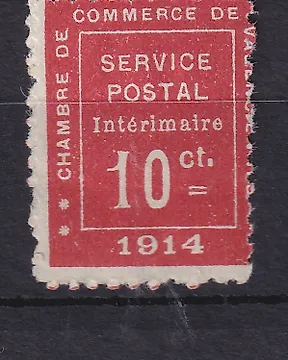 CHAMBRE DE
COMMERCE DE
SERVICE
POSTAL
Intérimaire
10 ct.
1914